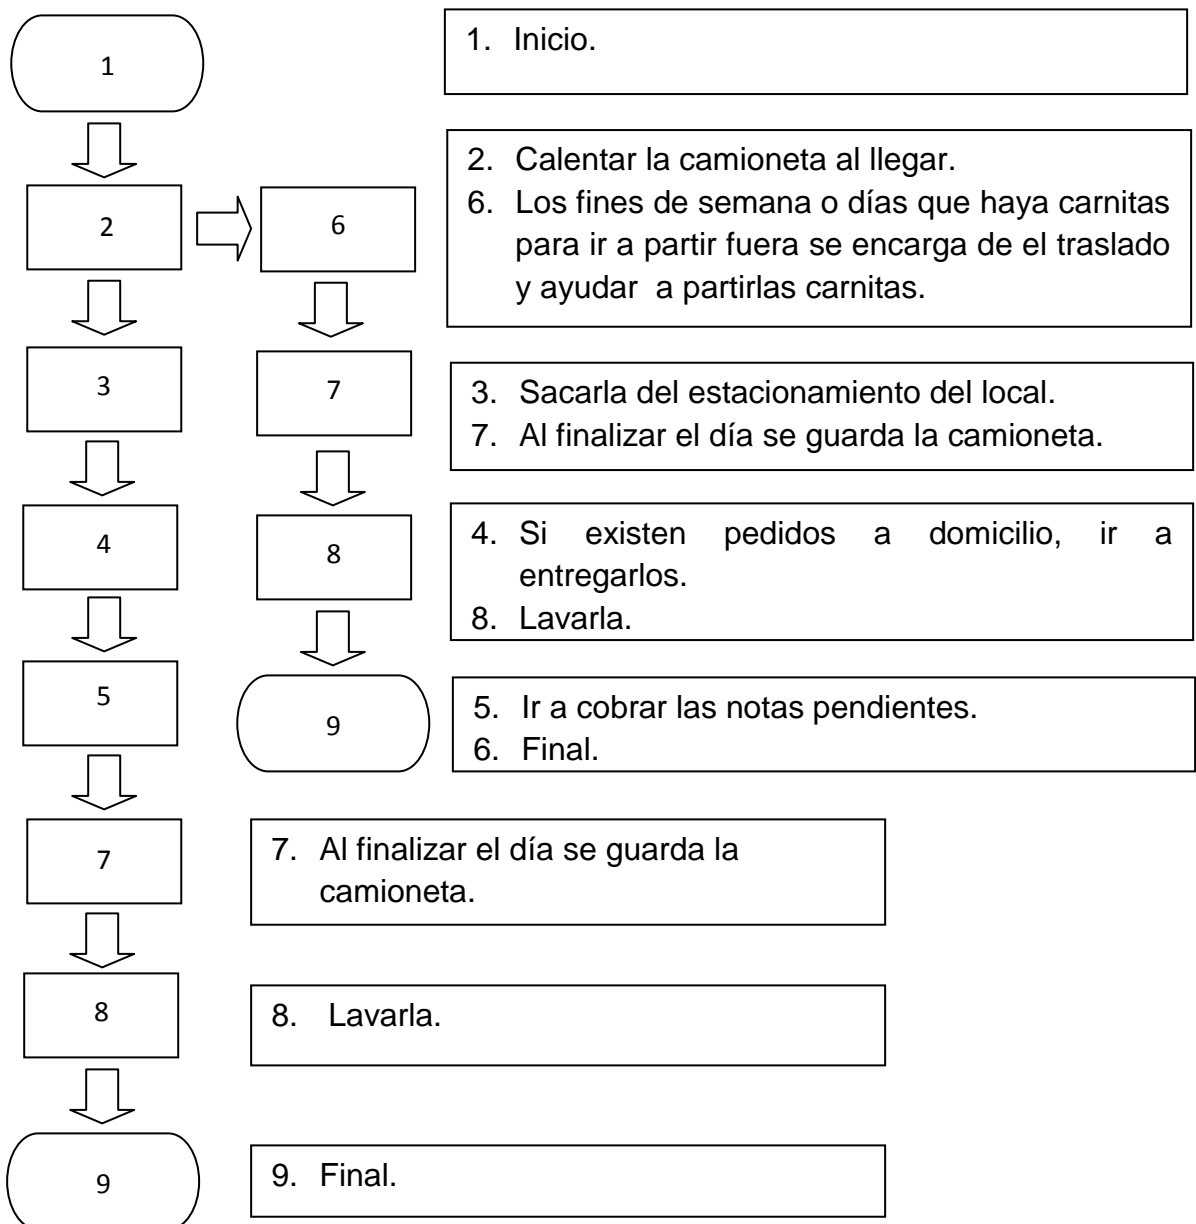 1
1. Inicio.
2
6
2. Calentar la camioneta al llegar.
6. Los fines de semana o días que haya carnitas
para ir a partir fuera se encarga de el traslado
y ayudar a partirlas carnitas.
3
7
3. Sacarla del estacionamiento del local.
7. Al finalizar el día se guarda la camioneta.
4
8
4. Si existen pedidos a domicilio, ir a
entregarlos.
8. Lavarla.
5
9
5. Ir a cobrar las notas pendientes.
6. Final.
7
7. Al finalizar el día se guarda la
camioneta.
8
8. Lavarla.
9
9. Final.